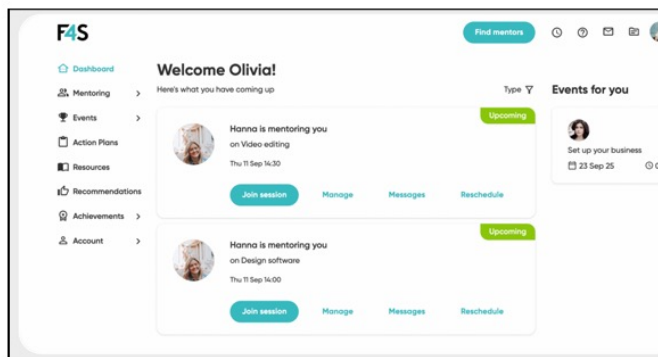 F4S
Find mentors
Dashboard
Mentoring
Events
Action Plans
Resources
Recommendations
Achievements
Account
Welcome Olivia!
Here's what you have coming up
Type
Upcoming
Hanna is mentoring you
on Video editing
Thu 11 Sep 14:30
Join session Manage Messages Reschedule
Upcoming
Hanna is mentoring you
on Design software
Thu 11 Sep 14:00
Join session Manage Messages Reschedule
Events for you
Set up your business
23 Sep 25